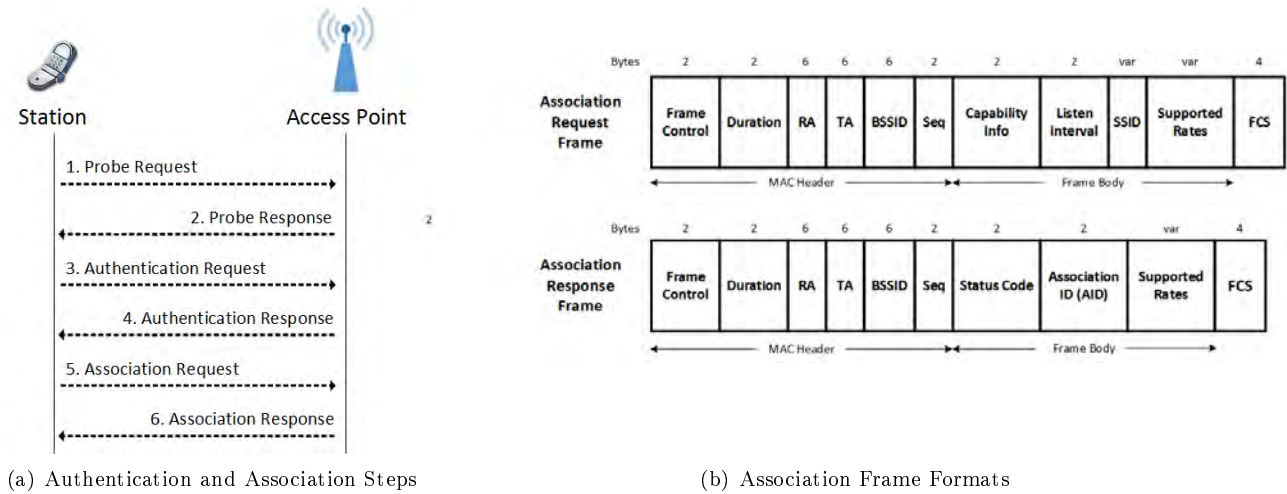 Station
Access Point
1. Probe Request
2. Probe Response
3. Authentication Request
4. Authentication Response
5. Association Request
6. Association Response
(a) Authentication and Association Steps
2
Bytes 2 2 6 6 6 2 2 2 var var 4
Association Request Frame
Frame Control Duration RA TA BSSID Seq Capability Info Listen Interval SSID Supported Rates FCS
MAC Header Frame Body
Bytes 2 2 6 6 6 2 2 2 var 4
Association Response Frame
Frame Control Duration RA TA BSSID Seq Status Code Association ID (AID) Supported Rates FCS
MAC Header Frame Body
(b) Association Frame Formats